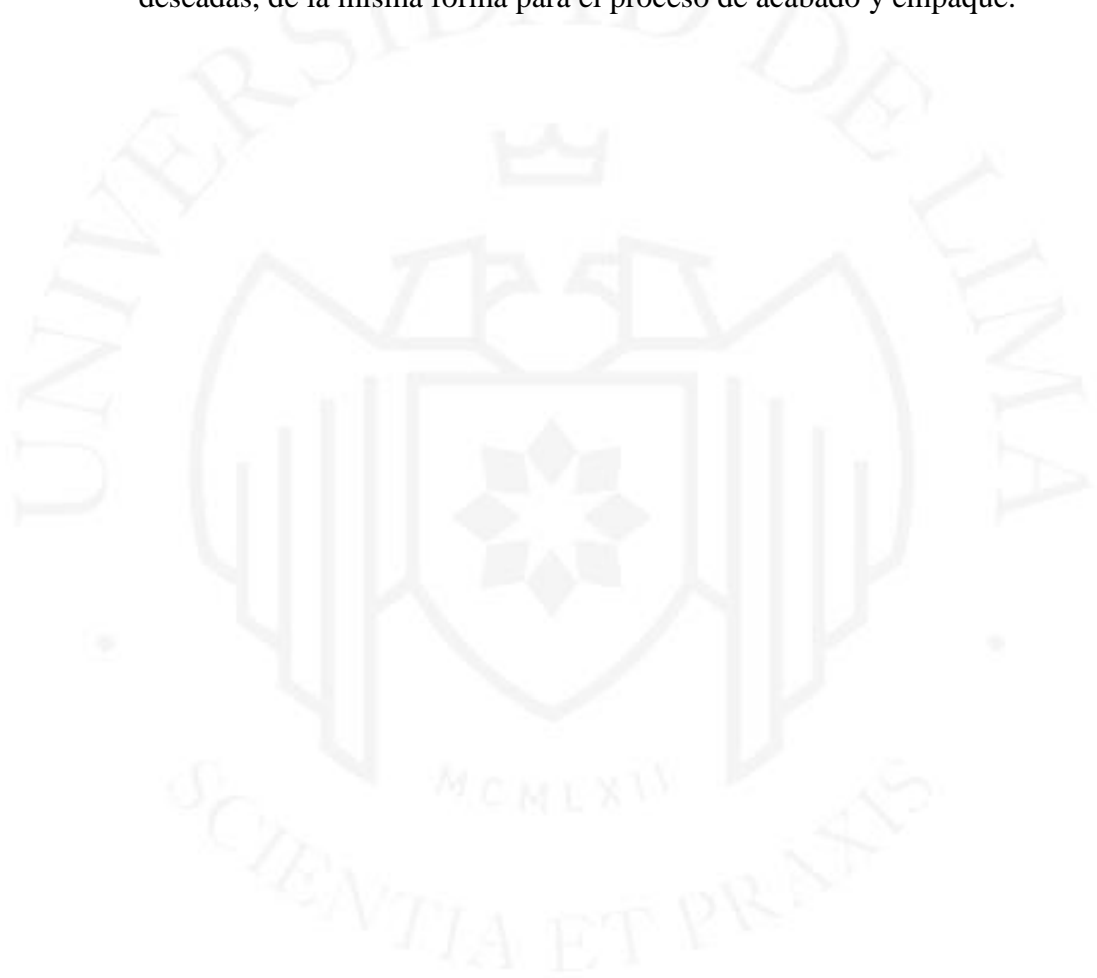 deseadas, de la misma forma para el proceso de acabado y empaque.
UNIVERSIDAD DE LIMA
MCMLXII
SCIENTIA ET PRAXIS